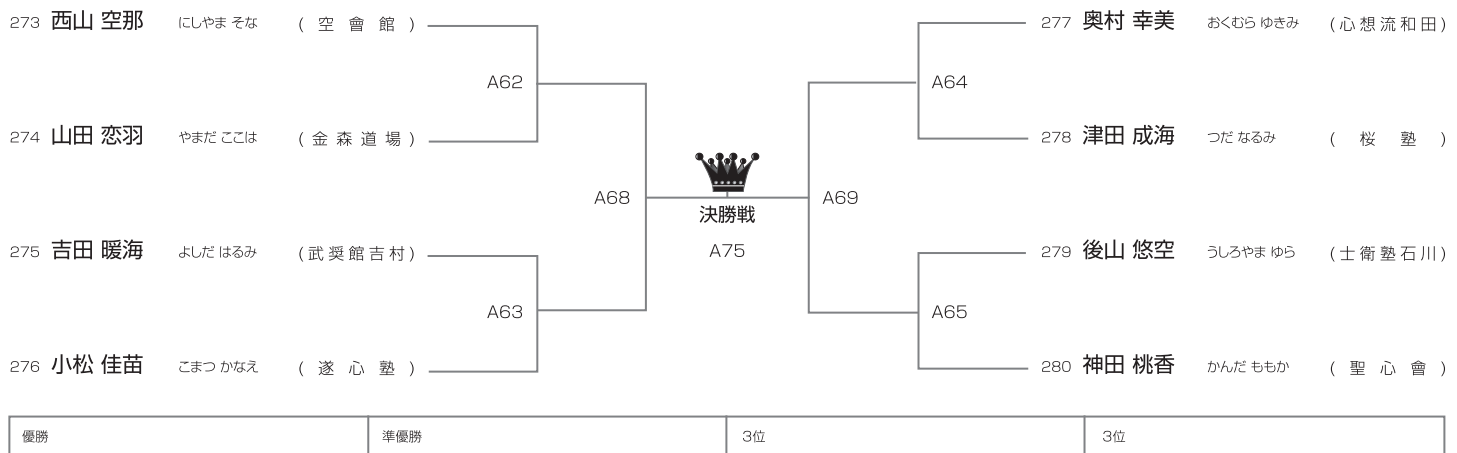 273 西山 空那 にしやま そな (空會館)
A62
274 山田 恋羽 やまだ ここは (金森道場)
A68
275 吉田 暖海 よしだ はるみ (武奨館吉村)
A63
276 小松 佳苗 こまつ かなえ (遂心塾)
決勝戦
A75
277 奥村 幸美 おくむら ゆきみ (心想流和田)
A64
278 津田 成海 つだ なるみ (桜塾)
A69
279 後山 悠空 うしろやま ゆら (士衛塾石川)
A65
280 神田 桃香 かんだ ももか (聖心會)
優勝 準優勝 3位 3位